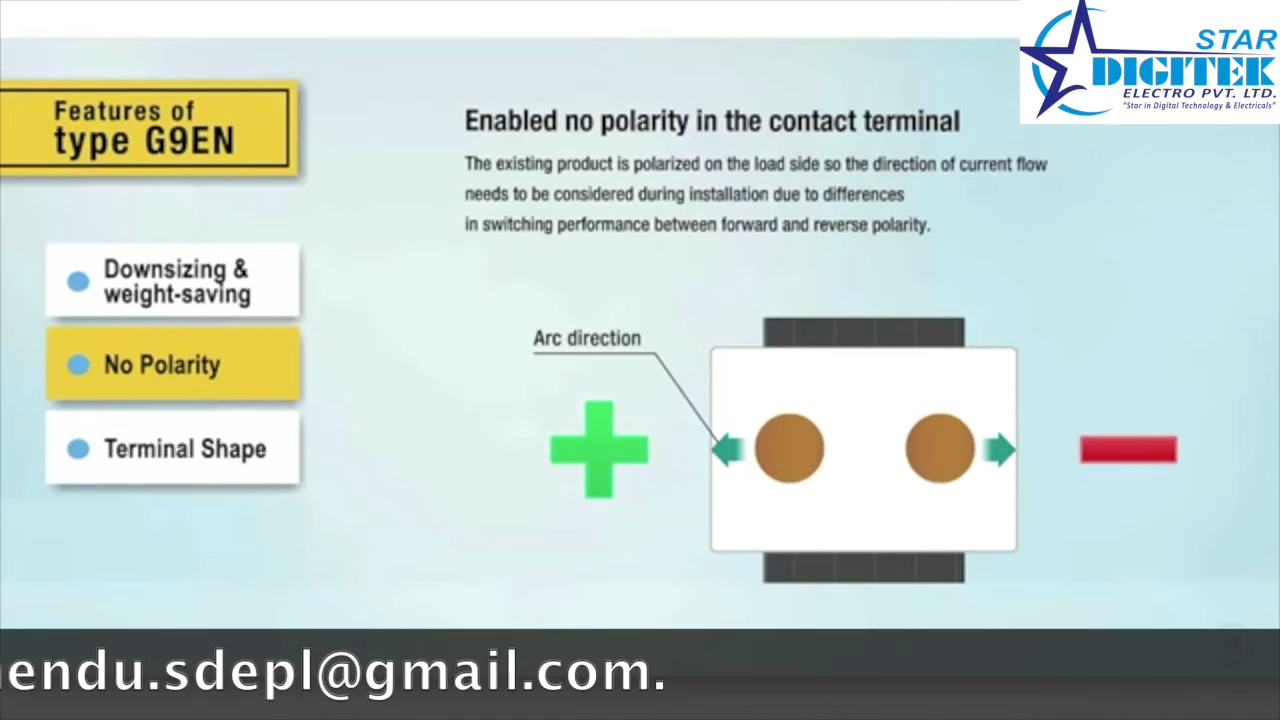 STAR
DIGITEK
ELECTRO PVT. LTD.
"Star in Digital Technology & Electricals"
Features of
type G9EN
Downsizing &
weight-saving
No Polarity
Terminal Shape
Enabled no polarity in the contact terminal
The existing product is polarized on the load side so the direction of current flow
needs to be considered during installation due to differences
in switching performance between forward and reverse polarity.
Arc direction
endu.sdepl@gmail.com.